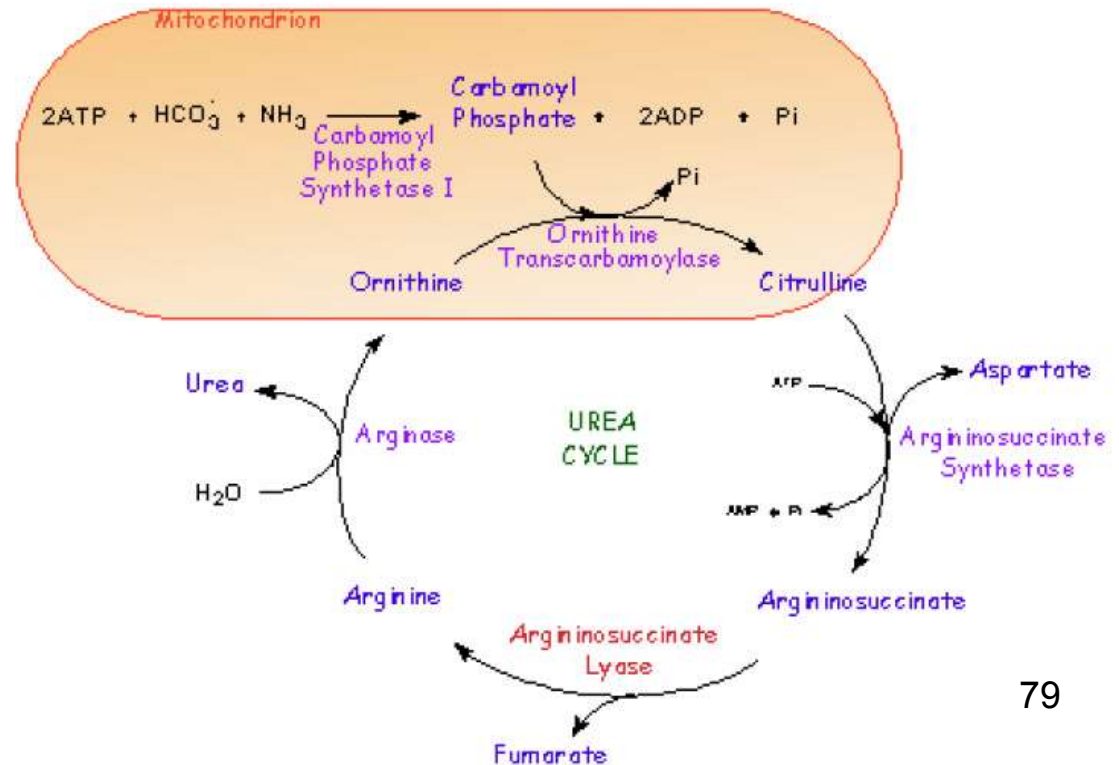 Mitochondrion
2ATP + HCO3- + NH3
Carbamoyl
Phosphate
Synthetase I
Carbamoyl
Phosphate + 2ADP + Pi
Pi
Ornithine
Transcarbamoylase
Ornithine
Citrulline
Urea
Arginase
H2O
UREA
CYCLE
ATP
Aspartate
Argininosuccinate
Synthetase
AMP + Pi
Arginine
Argininosuccinate
Argininosuccinate
Lyase
Fumarate
79